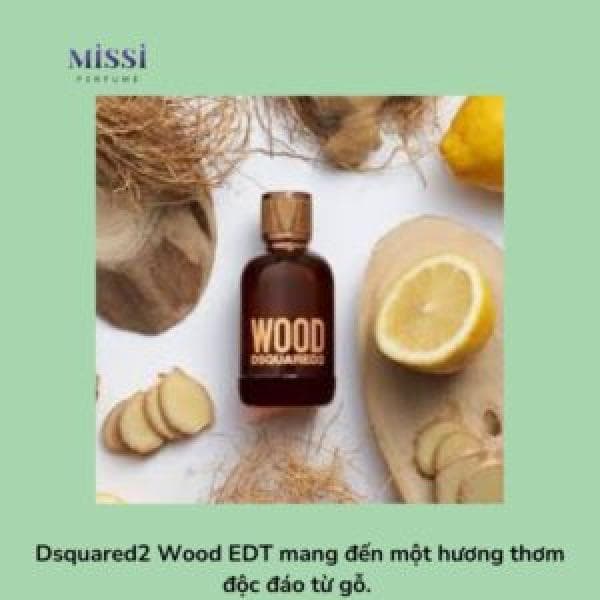 MiSSi
PERFUME
WOOD
DSQUARED2
Dsquared2 Wood EDT mang đến một hương thơm
độc đáo từ gỗ.